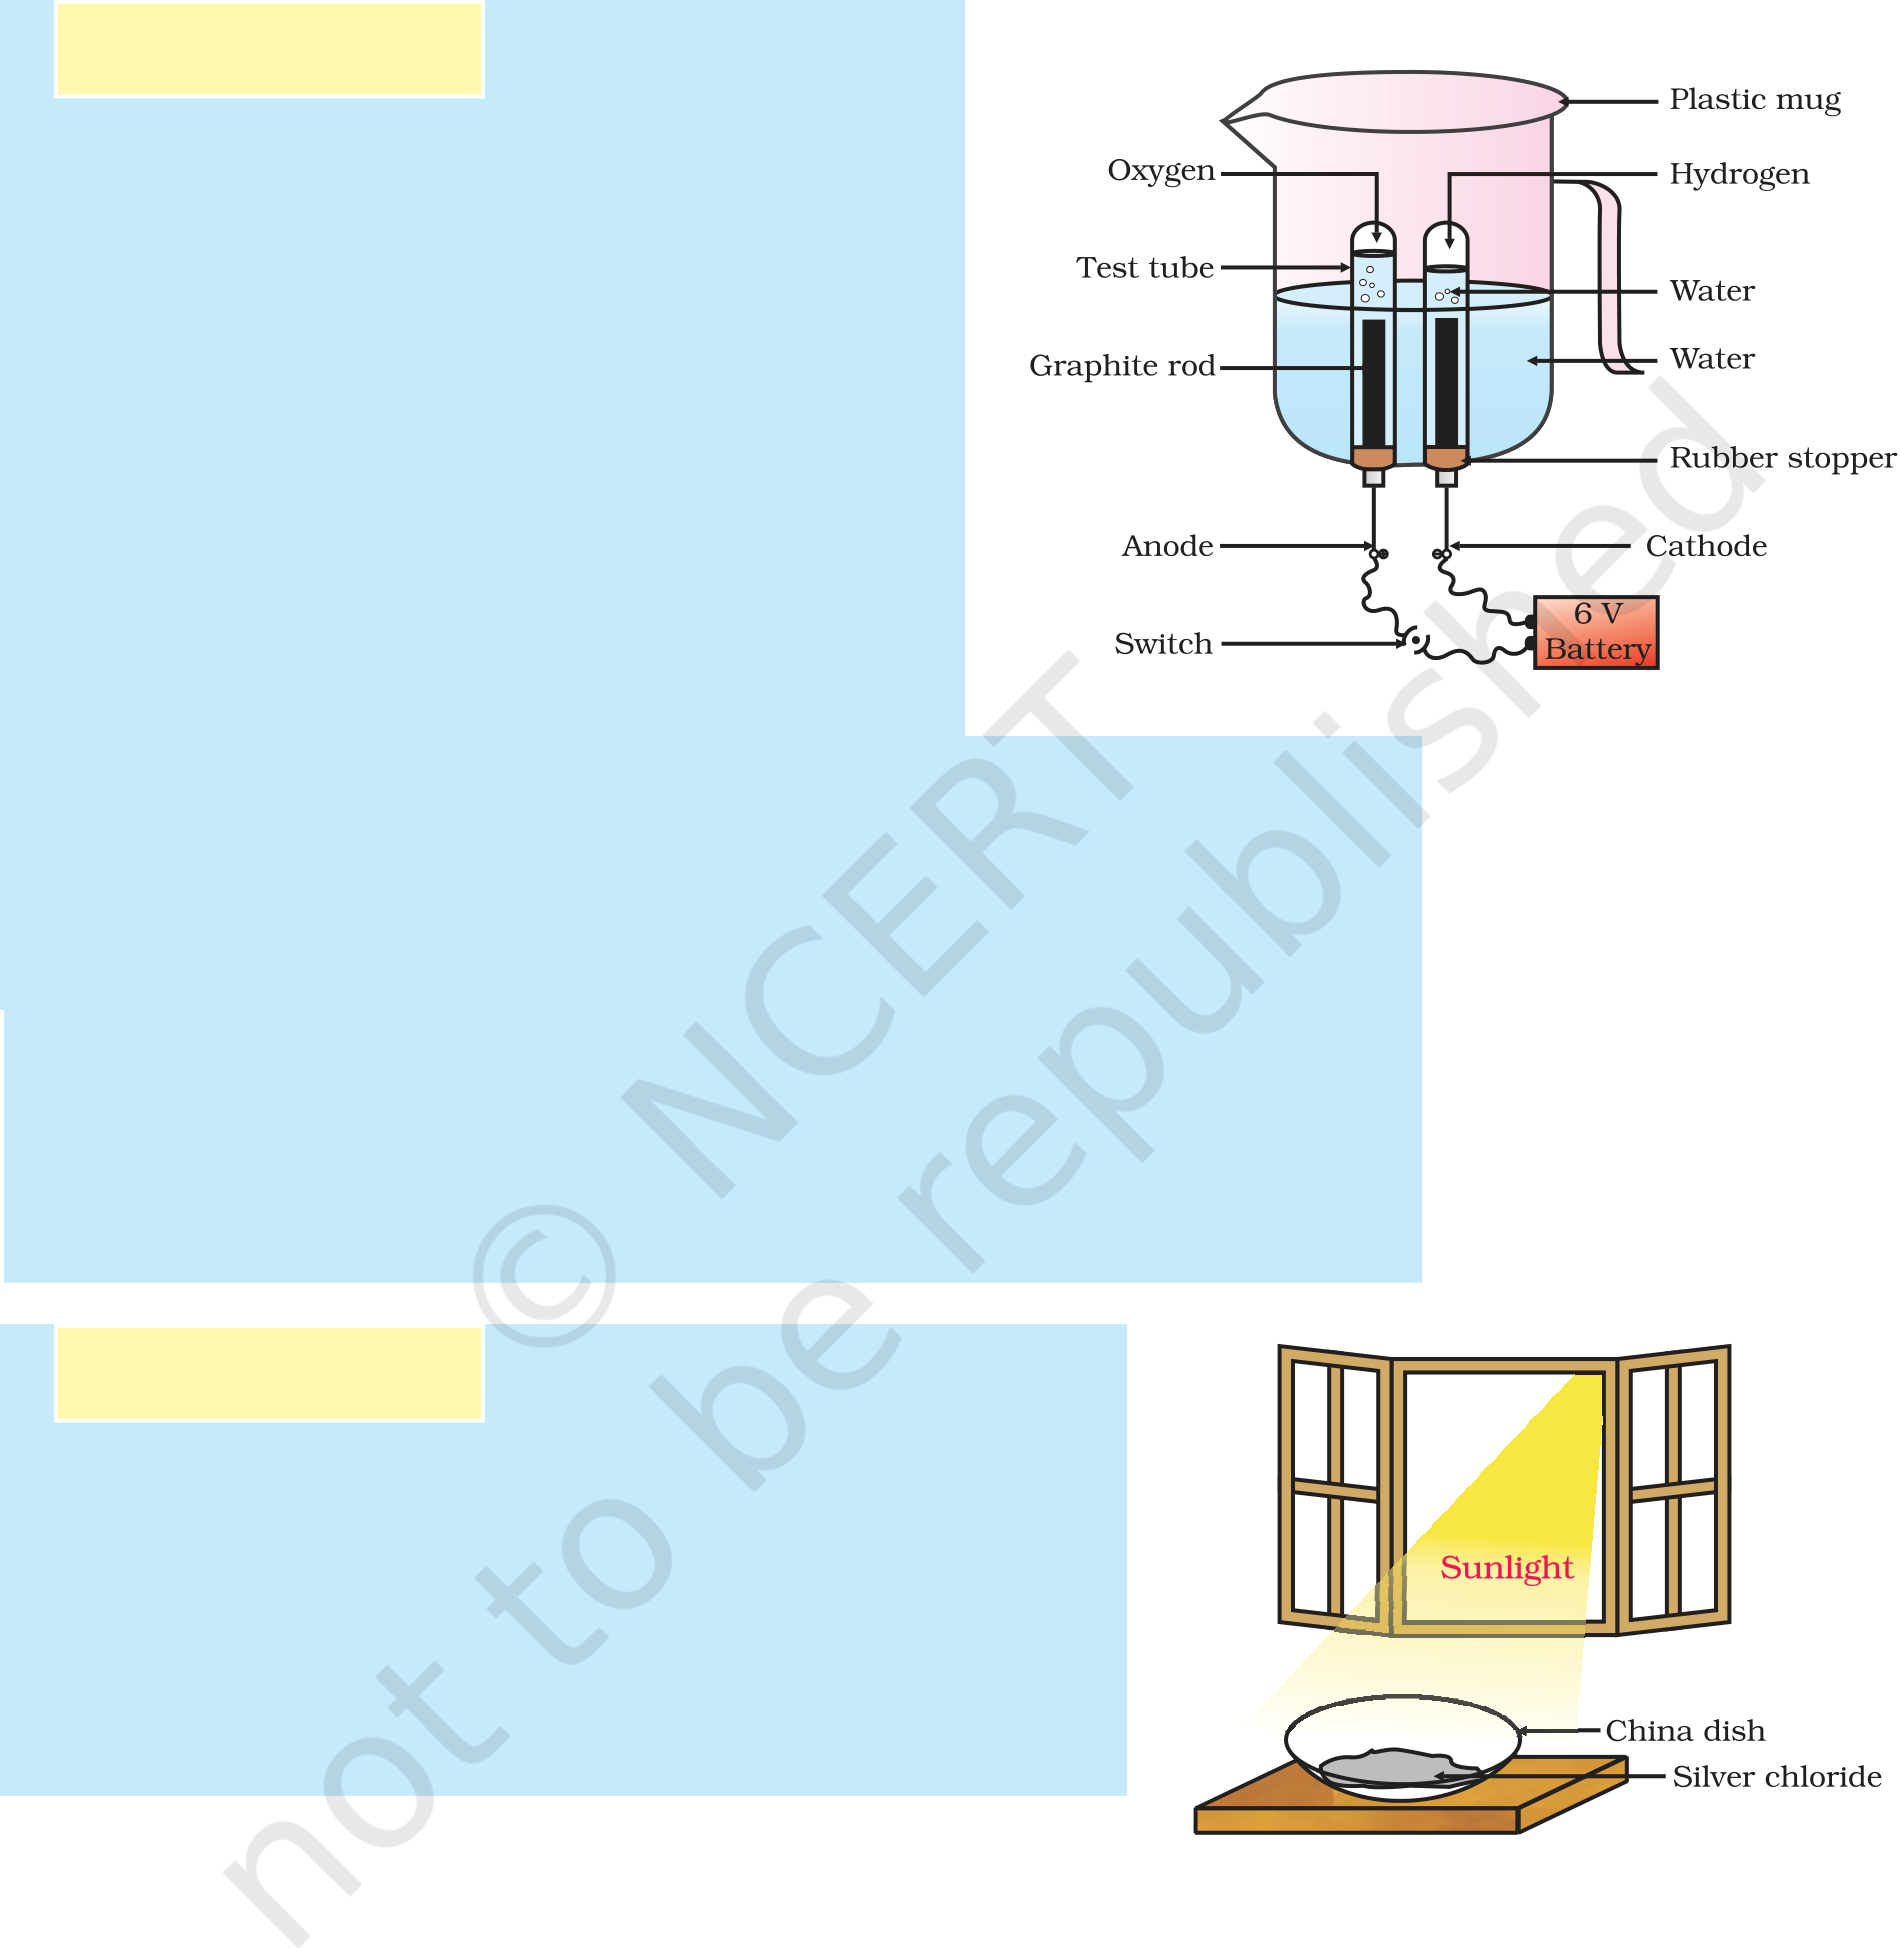 Plastic mug
Oxygen
Hydrogen
Test tube
Water
Graphite rod
Water
Rubber stopper
Anode
Cathode
Switch
6 V
Battery
© NCERT
not to be republished
Sunlight
China dish
Silver chloride